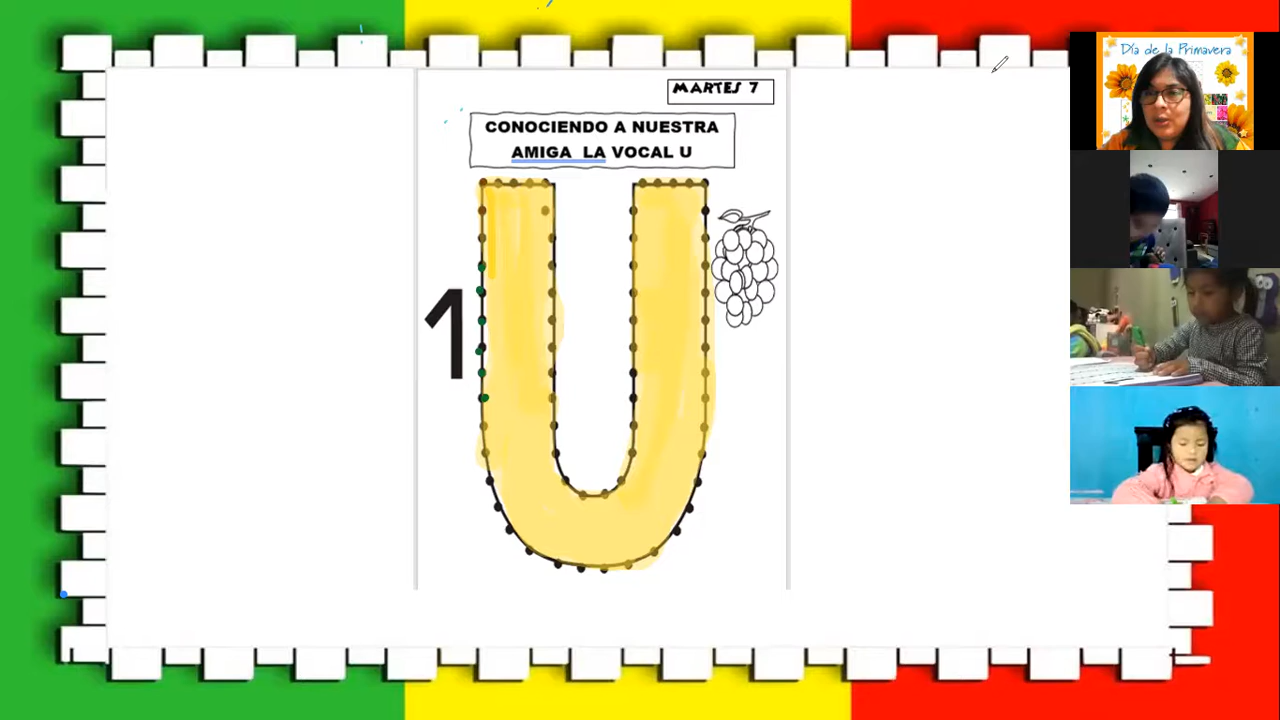 MARTES 7
CONOCIENDO A NUESTRA
AMIGA LA VOCAL U
U
1
Día de la Primavera